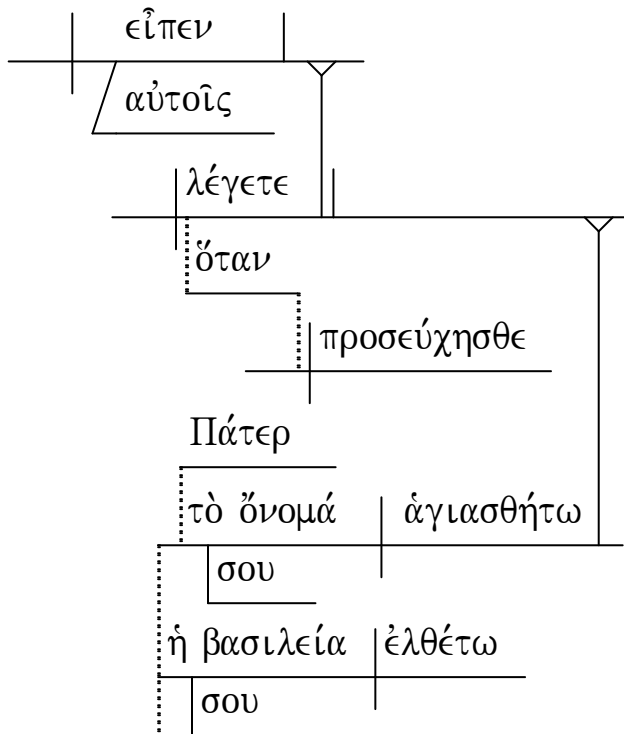 εἶπεν
αὐτοῖς
λέγετε
ὅταν
προσεύχησθε
Πάτερ
τὸ ὄνομά ἁγιασθήτω
σου
ἡ βασιλεία ἐλθέτω
σου